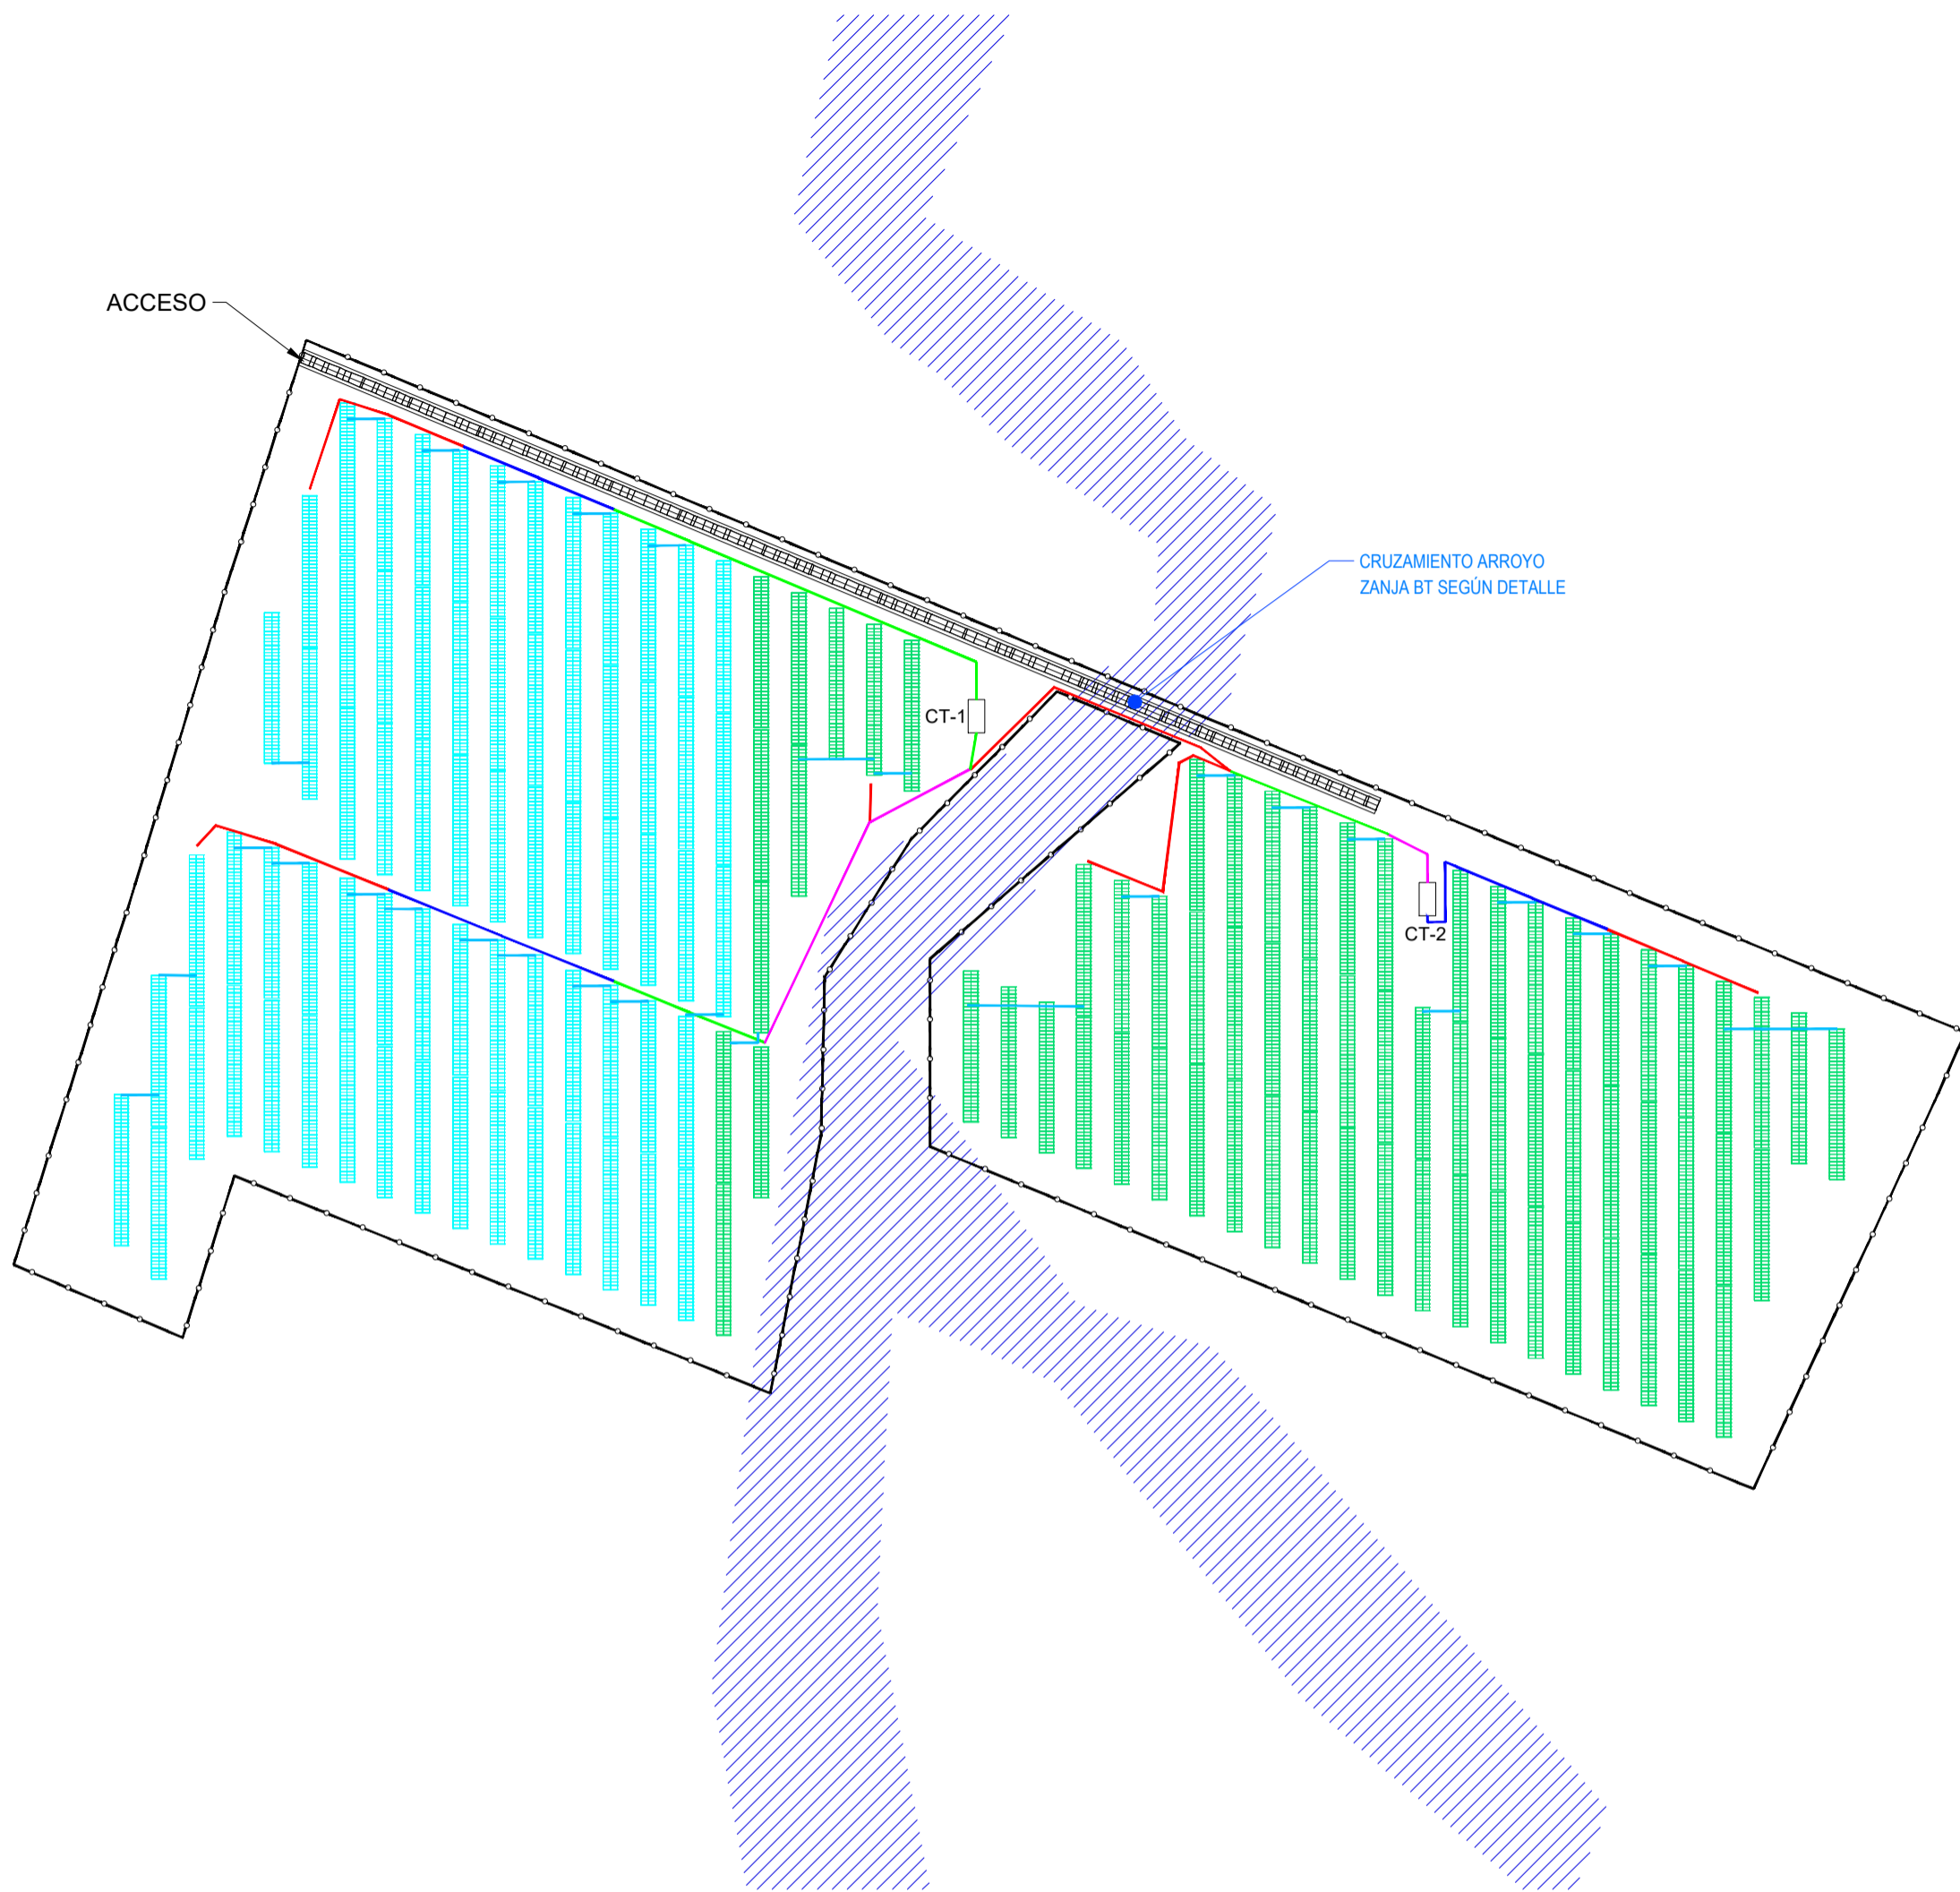 ACCESO
CRUZAMIENTO ARROYO
ZANJA BT SEGÚN DETALLE
CT-1
CT-2